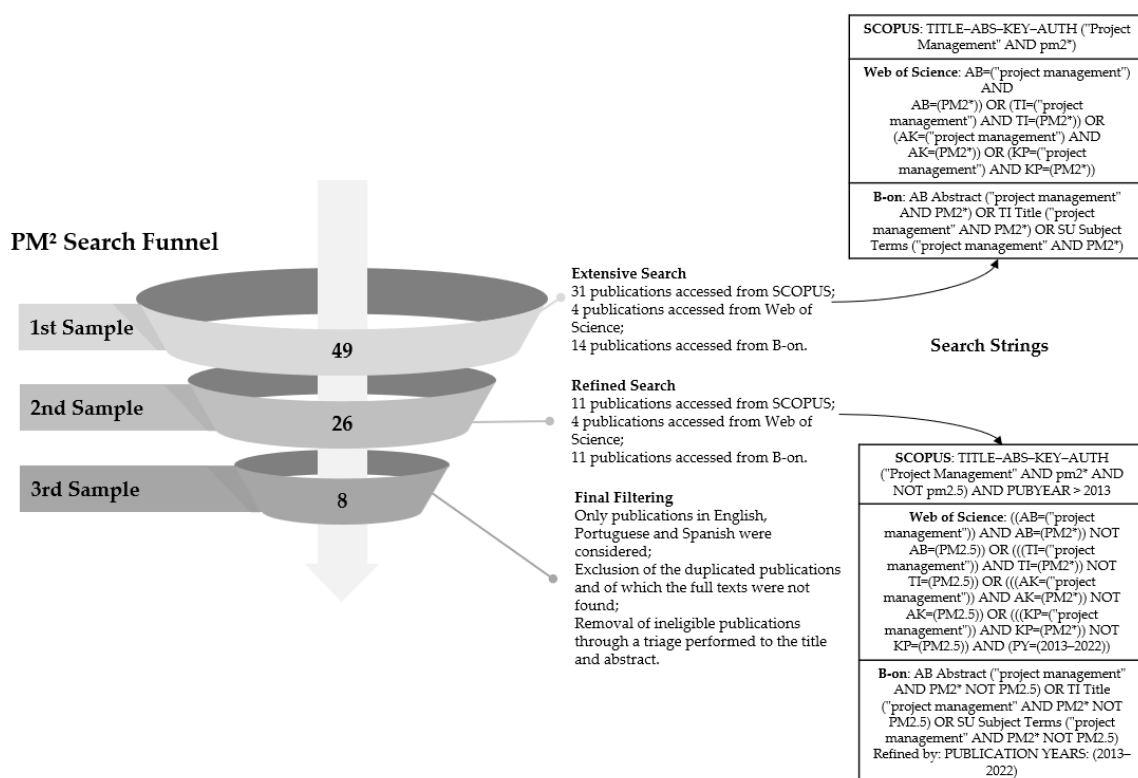 PM² Search Funnel
1st Sample
49
2nd Sample
26
3rd Sample
8
Extensive Search
31 publications accessed from SCOPUS;
4 publications accessed from Web of
Science;
14 publications accessed from B-on.
Refined Search
11 publications accessed from SCOPUS;
4 publications accessed from Web of
Science;
11 publications accessed from B-on.
Final Filtering
Only publications in English,
Portuguese and Spanish were
considered;
Exclusion of the duplicated publications
and of which the full texts were not
found;
Removal of ineligible publications
through a triage performed to the title
and abstract.
SCOPUS: TITLE–ABS–KEY–AUTH ("Project
Management" AND pm2*)
Web of Science: AB=("project management")
AND
AB=(PM2*)) OR (TI=("project
management") AND TI=(PM2*)) OR
(AK=("project management") AND
AK=(PM2*)) OR (KP=("project
management") AND KP=(PM2*))
B-on: AB Abstract ("project management"
AND PM2*) OR TI Title ("project
management" AND PM2*) OR SU Subject
Terms ("project management" AND PM2*)
Search Strings
SCOPUS: TITLE–ABS–KEY–AUTH
("Project Management" AND pm2* AND
NOT pm2.5) AND PUBYEAR > 2013
Web of Science: ((AB=("project
management")) AND AB=(PM2*)) NOT
AB=(PM2.5)) OR (((TI=("project
management")) AND TI=(PM2*)) NOT
TI=(PM2.5)) OR (((AK=("project
management")) AND AK=(PM2*)) NOT
AK=(PM2.5)) OR (((KP=("project
management")) AND KP=(PM2*)) NOT
KP=(PM2.5)) AND (PY=(2013–2022))
B-on: AB Abstract ("project management"
AND PM2* NOT PM2.5) OR TI Title
("project management" AND PM2* NOT
PM2.5) OR SU Subject Terms ("project
management" AND PM2* NOT PM2.5)
Refined by: PUBLICATION YEARS: (2013–
2022)